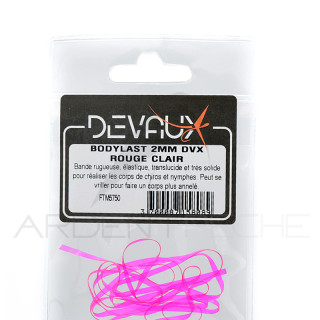 DEVAUX
BODYLAST 2MM DVX
ROUGE CLAIR
Bande rugueuse, élastique, translucide et très solide
pour réaliser les corps de chiros et nymphes. Peut se
vriller pour faire un corps plus annelé.
FTM5750